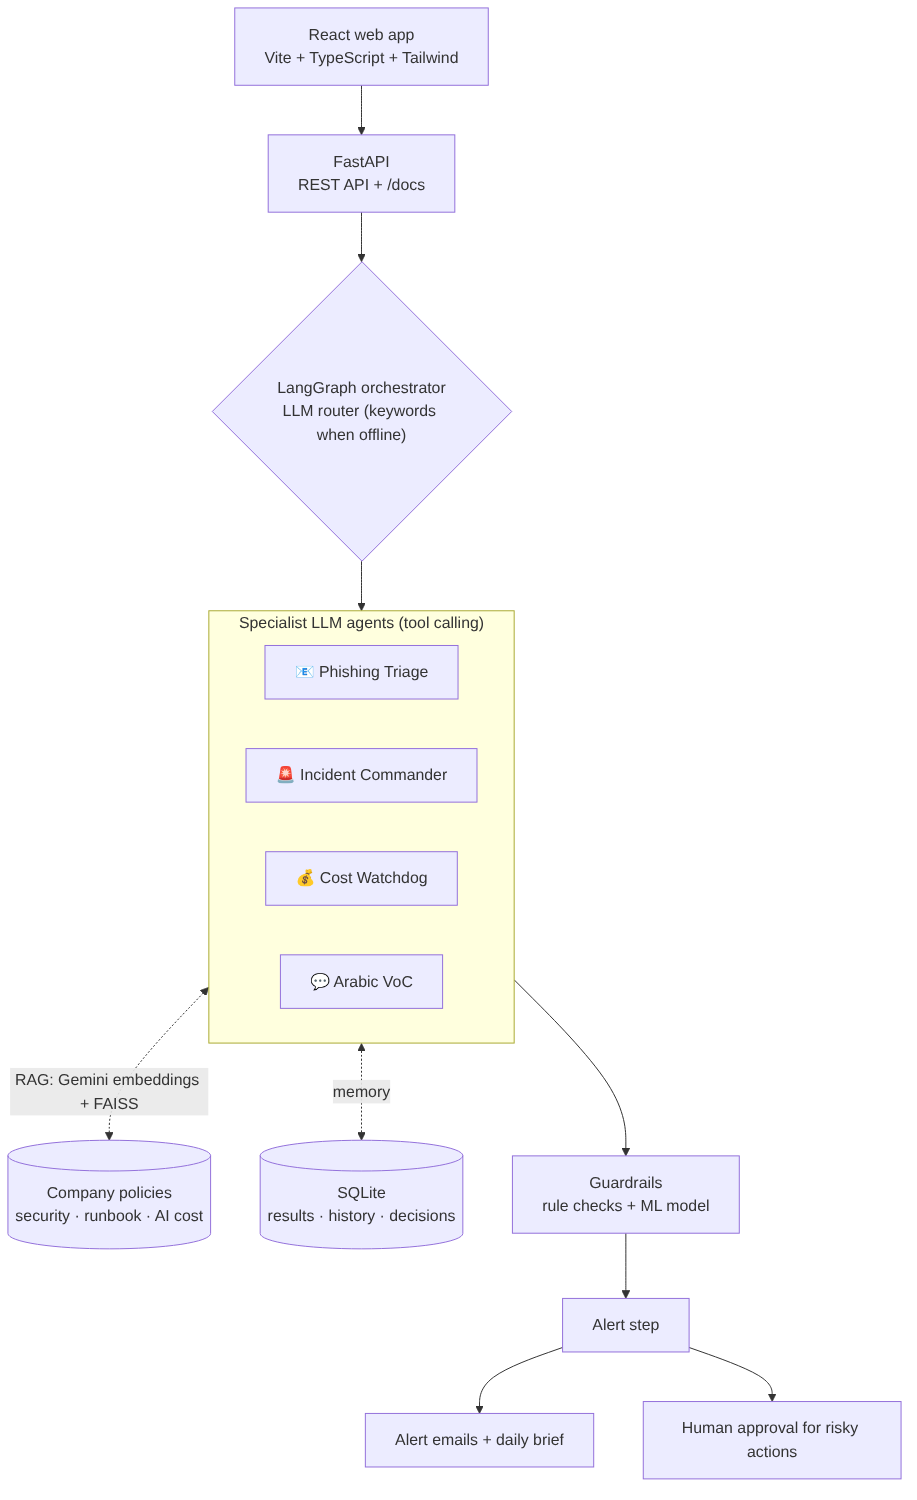 React web app
Vite + TypeScript + Tailwind
FastAPI
REST API + /docs
LangGraph orchestrator
LLM router (keywords
when offline)
Specialist LLM agents (tool calling)
📧 Phishing Triage
🚨 Incident Commander
💰 Cost Watchdog
💬 Arabic VoC
RAG: Gemini embeddings
+ FAISS
memory
Company policies
security · runbook · AI cost
SQLite
results · history · decisions
Guardrails
rule checks + ML model
Alert step
Alert emails + daily brief
Human approval for risky
actions